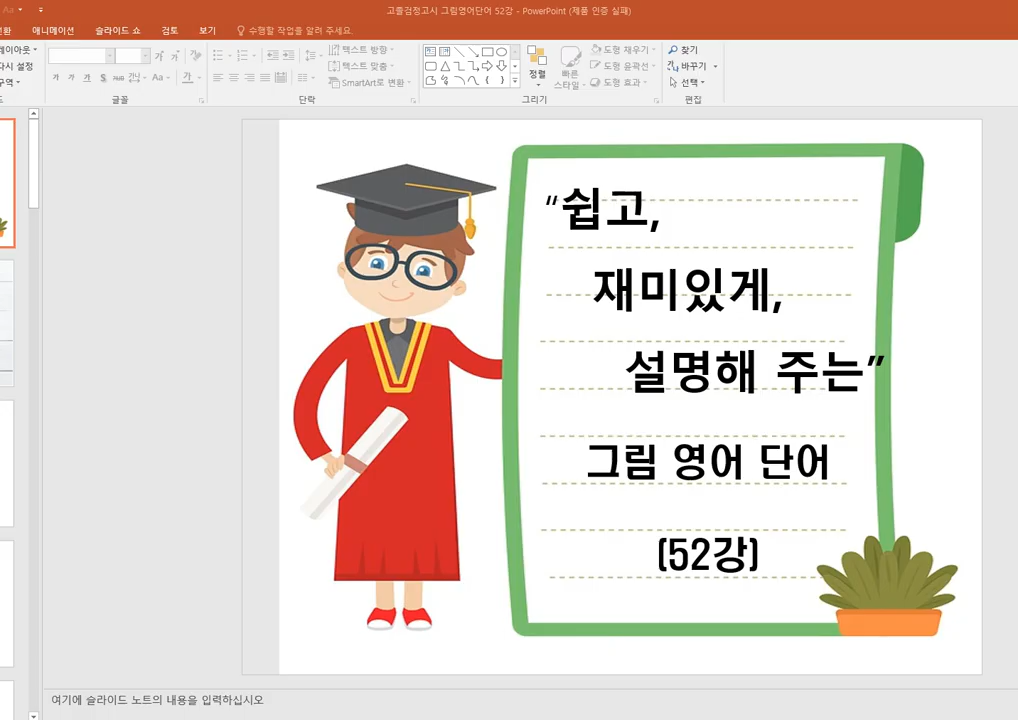 고졸검정고시 그림영어단어 52강 - PowerPoint (제품 인증 실패)
애니메이션 슬라이드 쇼 검토 보기 수행할 작업을 알려 주세요.
텍스트 방향 도형 채우기 찾기
다시 설정 텍스트 맞춤 정렬 빠른 스타일 도형 윤곽선 바꾸기
SmartArt로 변환 도형 효과 선택
글꼴 단락 그리기 편집
“쉽고,
재미있게,
설명해 주는”
그림 영어 단어
(52강)
여기에 슬라이드 노트의 내용을 입력하십시오